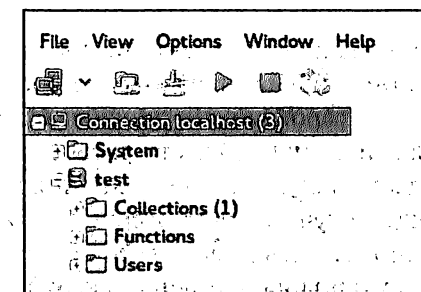 File View Options Window Help
Connection localhost (3)
System
test
Collections (1)
Functions
Users